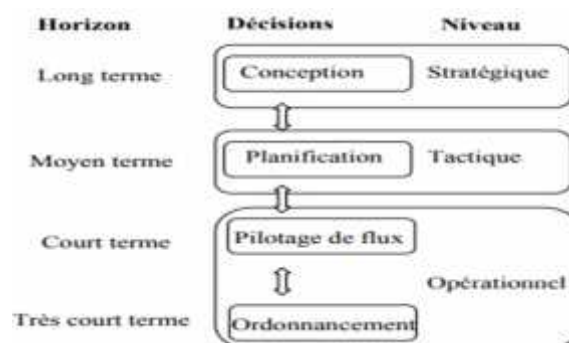 Horizon Décisions Niveau
Long terme Conception Stratégique
Moyen terme Planification Tactique
Court terme Pilotage de flux
Opérationnel
Très court terme Ordonnancement